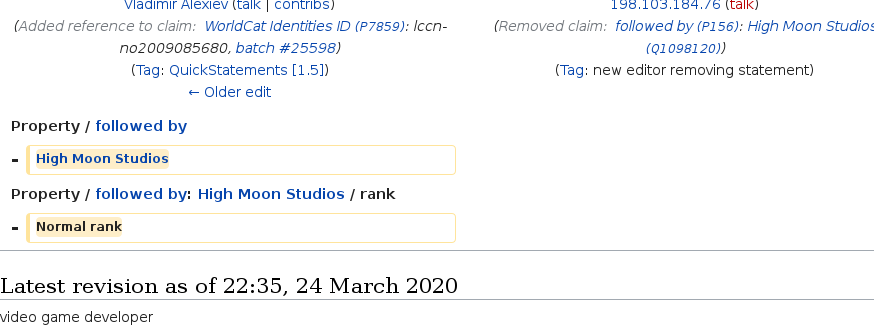 Vladimir Alexiev (talk | contribs)
(Added reference to claim: WorldCat Identities ID (P7859): lccn-
no2009085680, batch #25598)
(Tag: QuickStatements [1.5])
← Older edit
198.103.184.76 (talk)
(Removed claim: followed by (P156): High Moon Studios
(Q1098120))
(Tag: new editor removing statement)
Property / followed by
- High Moon Studios
Property / followed by: High Moon Studios / rank
- Normal rank
Latest revision as of 22:35, 24 March 2020
video game developer